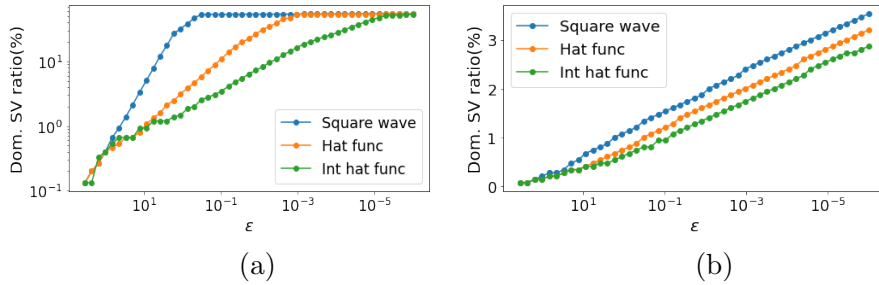 Dom. SV ratio(%)
10^1
10^0
10^-1
Square wave
Hat func
Int hat func
10^1
10^-1
10^-3
10^-5
ε
(a)
Dom. SV ratio(%)
3
2
1
0
Square wave
Hat func
Int hat func
10^1
10^-1
10^-3
10^-5
ε
(b)